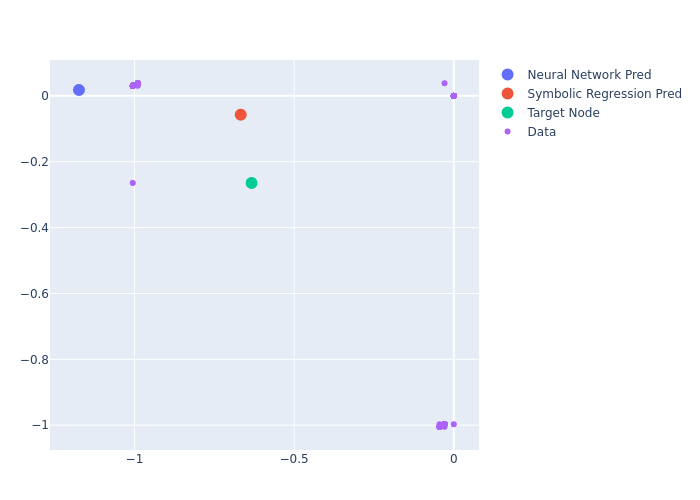 Neural Network Pred
Symbolic Regression Pred
Target Node
Data
0
−0.2
−0.4
−0.6
−0.8
−1
−1
−0.5
0